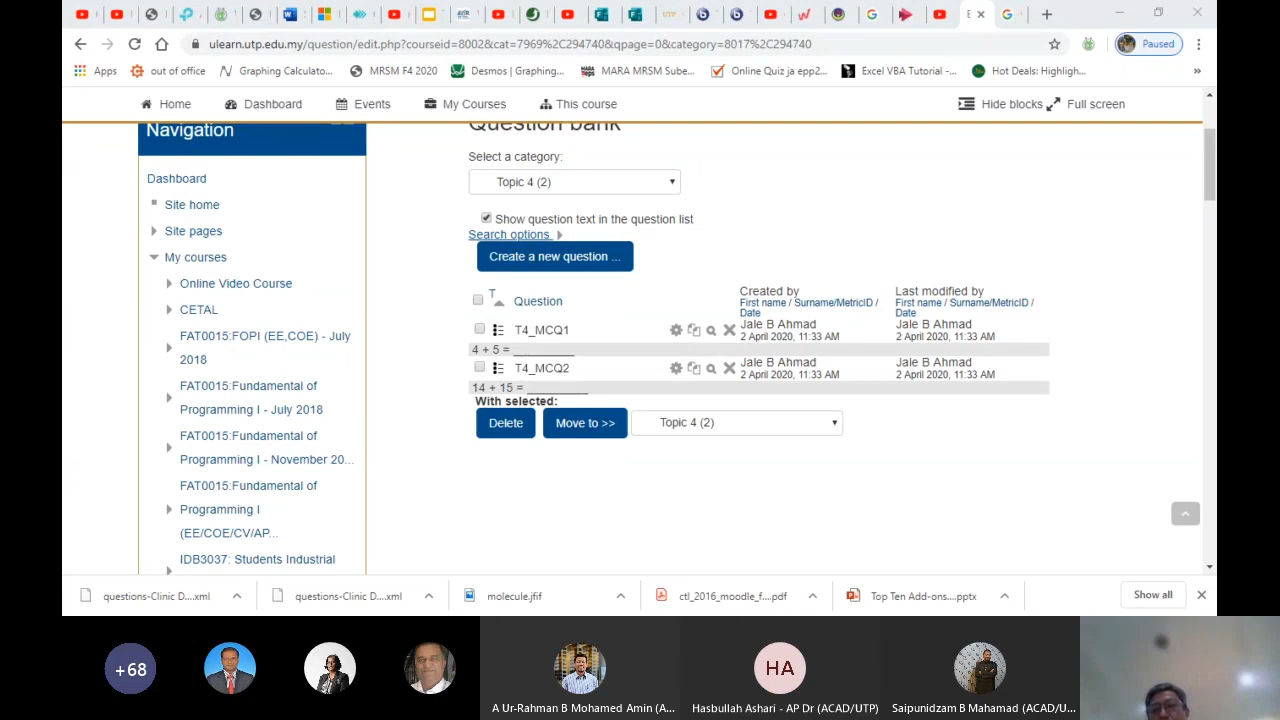 ulearn.utp.edu.my/question/edit.php?courseid=8002&cat=7969%2C294740&qpage=0&category=8017%2C294740
Paused
Apps
out of office
Graphing Calculato...
MRSM F4 2020
Desmos | Graphing...
MARA MRSM Sube...
Online Quiz ja epp2...
Excel VBA Tutorial -...
Hot Deals: Highligh...
»
Home
Dashboard
Events
My Courses
This course
Hide blocks
Full screen
Navigation
Dashboard
Site home
Site pages
My courses
Online Video Course
CETAL
FAT0015:FOPI (EE,COE) - July
2018
FAT0015:Fundamental of
Programming I - July 2018
FAT0015:Fundamental of
Programming I - November 20...
FAT0015:Fundamental of
Programming I
(EE/COE/CV/AP...
IDB3037: Students Industrial
Question bank
Select a category:
Topic 4 (2)
Show question text in the question list
Search options
Create a new question ...
T Question
Created by
First name / Surname/MetricID /
Date
Last modified by
First name / Surname/MetricID /
Date
T4_MCQ1
Jale B Ahmad
2 April 2020, 11:33 AM
Jale B Ahmad
2 April 2020, 11:33 AM
4 + 5 = _________
T4_MCQ2
Jale B Ahmad
2 April 2020, 11:33 AM
Jale B Ahmad
2 April 2020, 11:33 AM
14 + 15 = _________
With selected:
Delete
Move to >>
Topic 4 (2)
questions-Clinic D....xml
questions-Clinic D....xml
molecule.jfif
ctl_2016_moodle_f....pdf
Top Ten Add-ons....pptx
Show all
+68
HA
A Ur-Rahman B Mohamed Amin (A...
Hasbullah Ashari - AP Dr (ACAD/UTP)
Saipunidzam B Mahamad (ACAD/U...